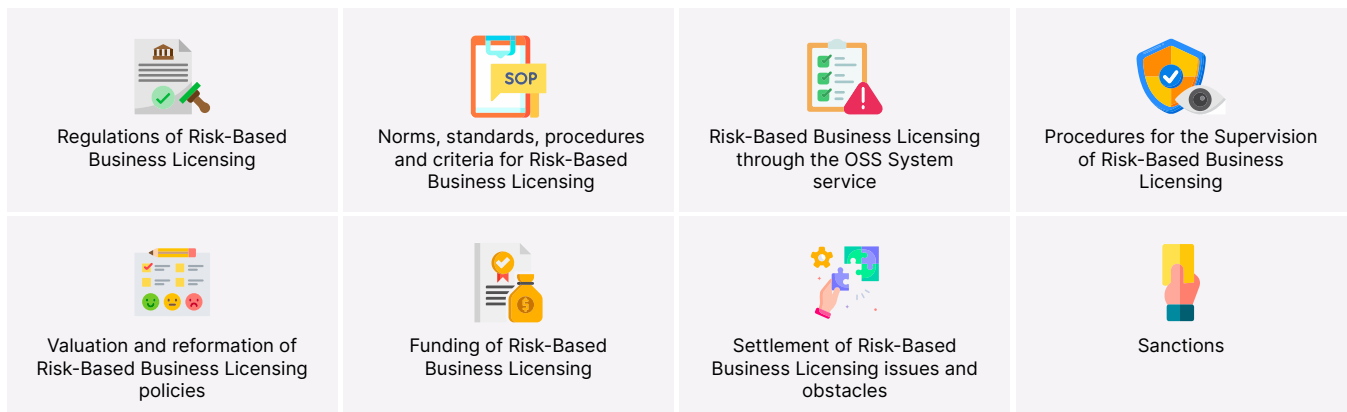 SOP
Regulations of Risk-Based
Business Licensing
Norms, standards, procedures
and criteria for Risk-Based
Business Licensing
Risk-Based Business Licensing
through the OSS System
service
Procedures for the Supervision
of Risk-Based Business
Licensing
Valuation and reformation of
Risk-Based Business Licensing
policies
Funding of Risk-Based
Business Licensing
Settlement of Risk-Based
Business Licensing issues and
obstacles
Sanctions